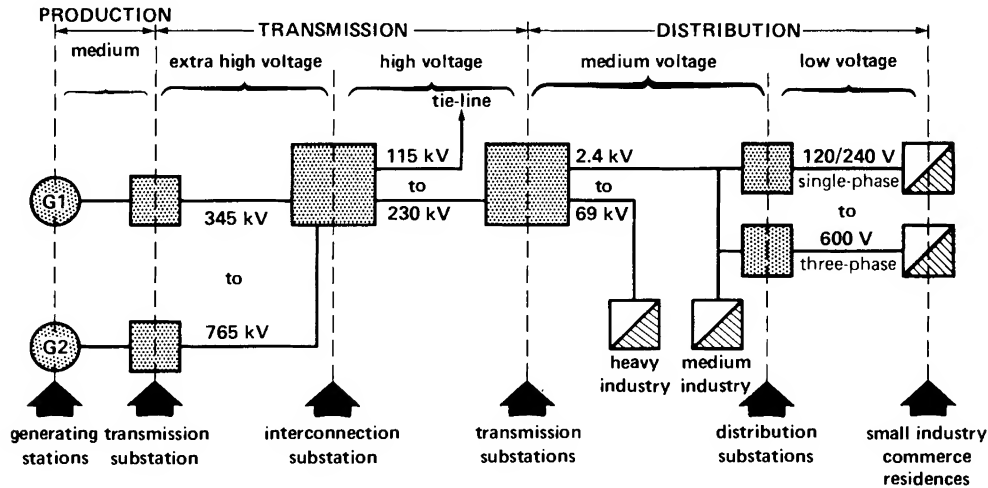 PRODUCTION
TRANSMISSION
DISTRIBUTION
medium
extra high voltage
high voltage
medium voltage
low voltage
tie-line
115 kV
to
230 kV
2.4 kV
to
69 kV
120/240 V
single-phase
to
600 V
three-phase
G1
345 kV
to
G2
765 kV
heavy
industry
medium
industry
generating
stations
transmission
substation
interconnection
substation
transmission
substations
distribution
substations
small industry
commerce
residences